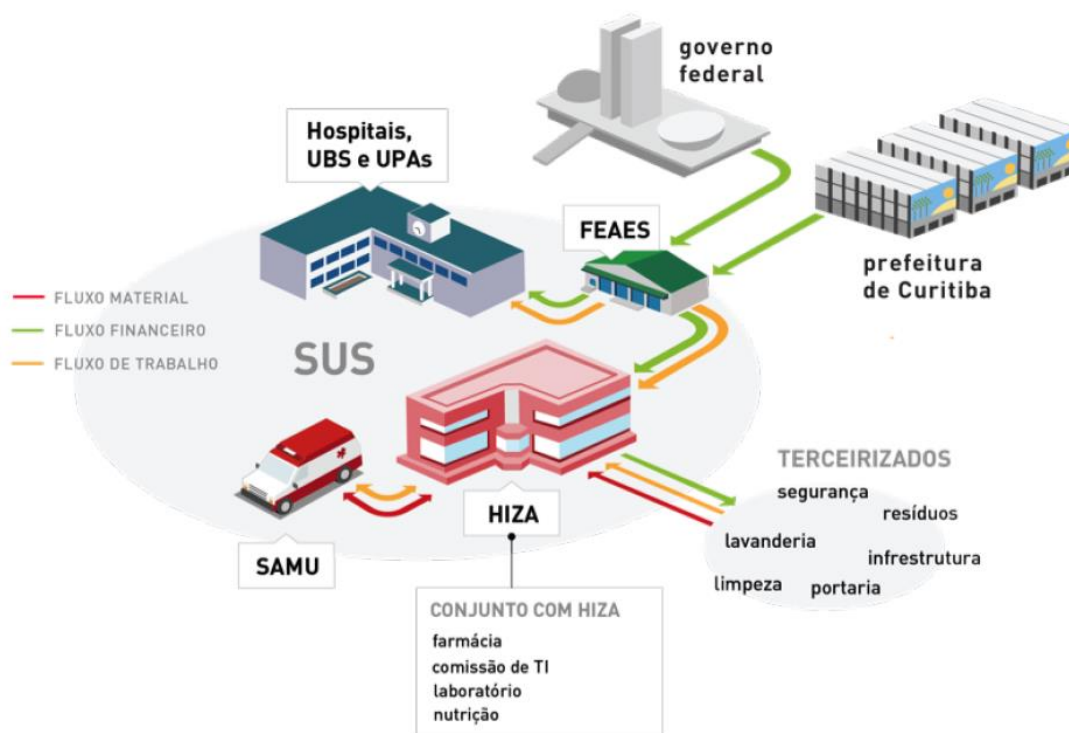 governo
federal
Hospitais,
UBS e UPAs
FEAES
prefeitura
de Curitiba
FLUXO MATERIAL
FLUXO FINANCEIRO
FLUXO DE TRABALHO
SUS
TERCEIRIZADOS
segurança
resíduos
lavanderia
infrestrutura
limpeza
portaria
HIZA
SAMU
CONJUNTO COM HIZA
farmácia
comissão de TI
laboratório
nutrição